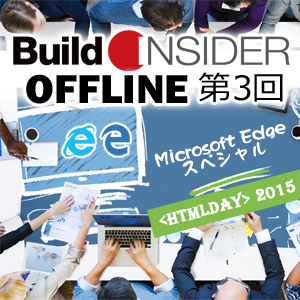 Build INSIDER
OFFLINE 第3回
Microsoft Edge
スペシャル
<HTMLDAY> 2015